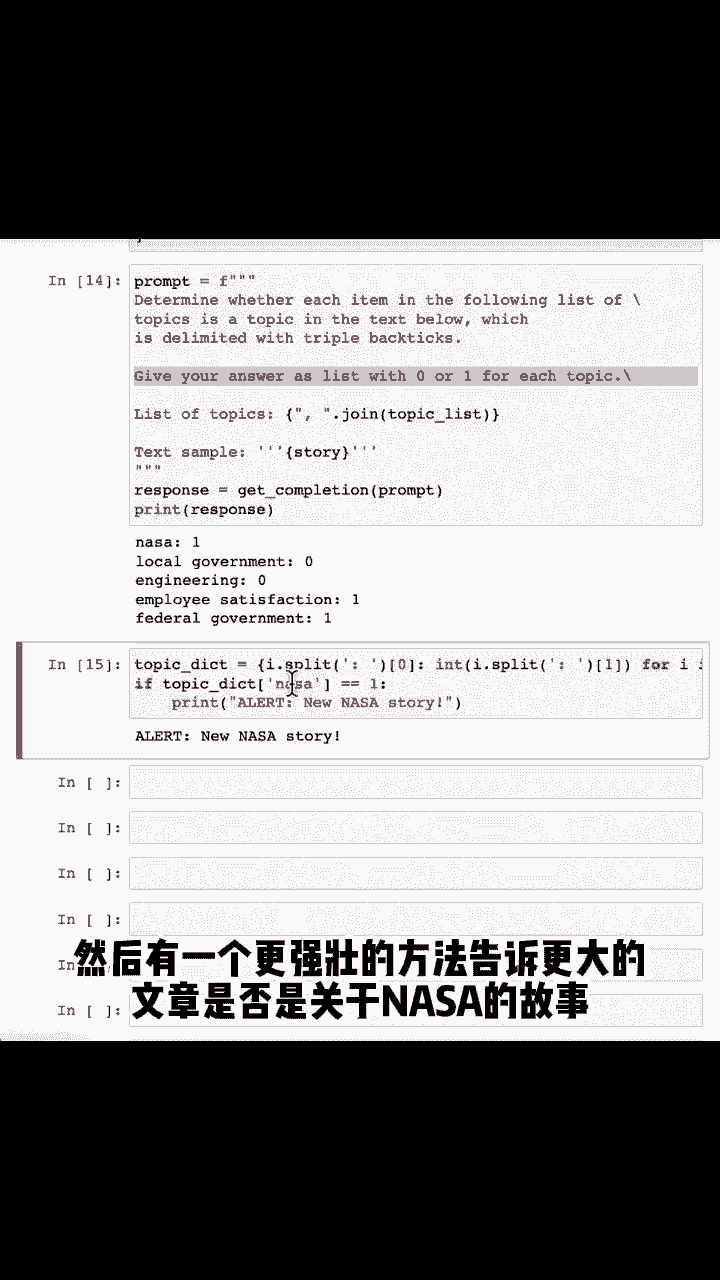 In [14]: prompt = f"""
Determine whether each item in the following list of \
topics is a topic in the text below, which
is delimited with triple backticks.
Give your answer as list with 0 or 1 for each topic.\
List of topics: {", ".join(topic_list)}
Text sample: '''{story}'''
"""
response = get_completion(prompt)
print(response)
nasa: 1
local government: 0
engineering: 0
employee satisfaction: 1
federal government: 1
In [15]: topic_dict = {i.split(': ')[0]: int(i.split(': ')[1]) for i
if topic_dict['nasa'] == 1:
print("ALERT: New NASA story!")
ALERT: New NASA story!
In [ ]:
In [ ]:
In [ ]:
In [ ]:
In
然后有一个更强壮的方法告诉更大的
In [ ]:
文章是否是关于NASA的故事